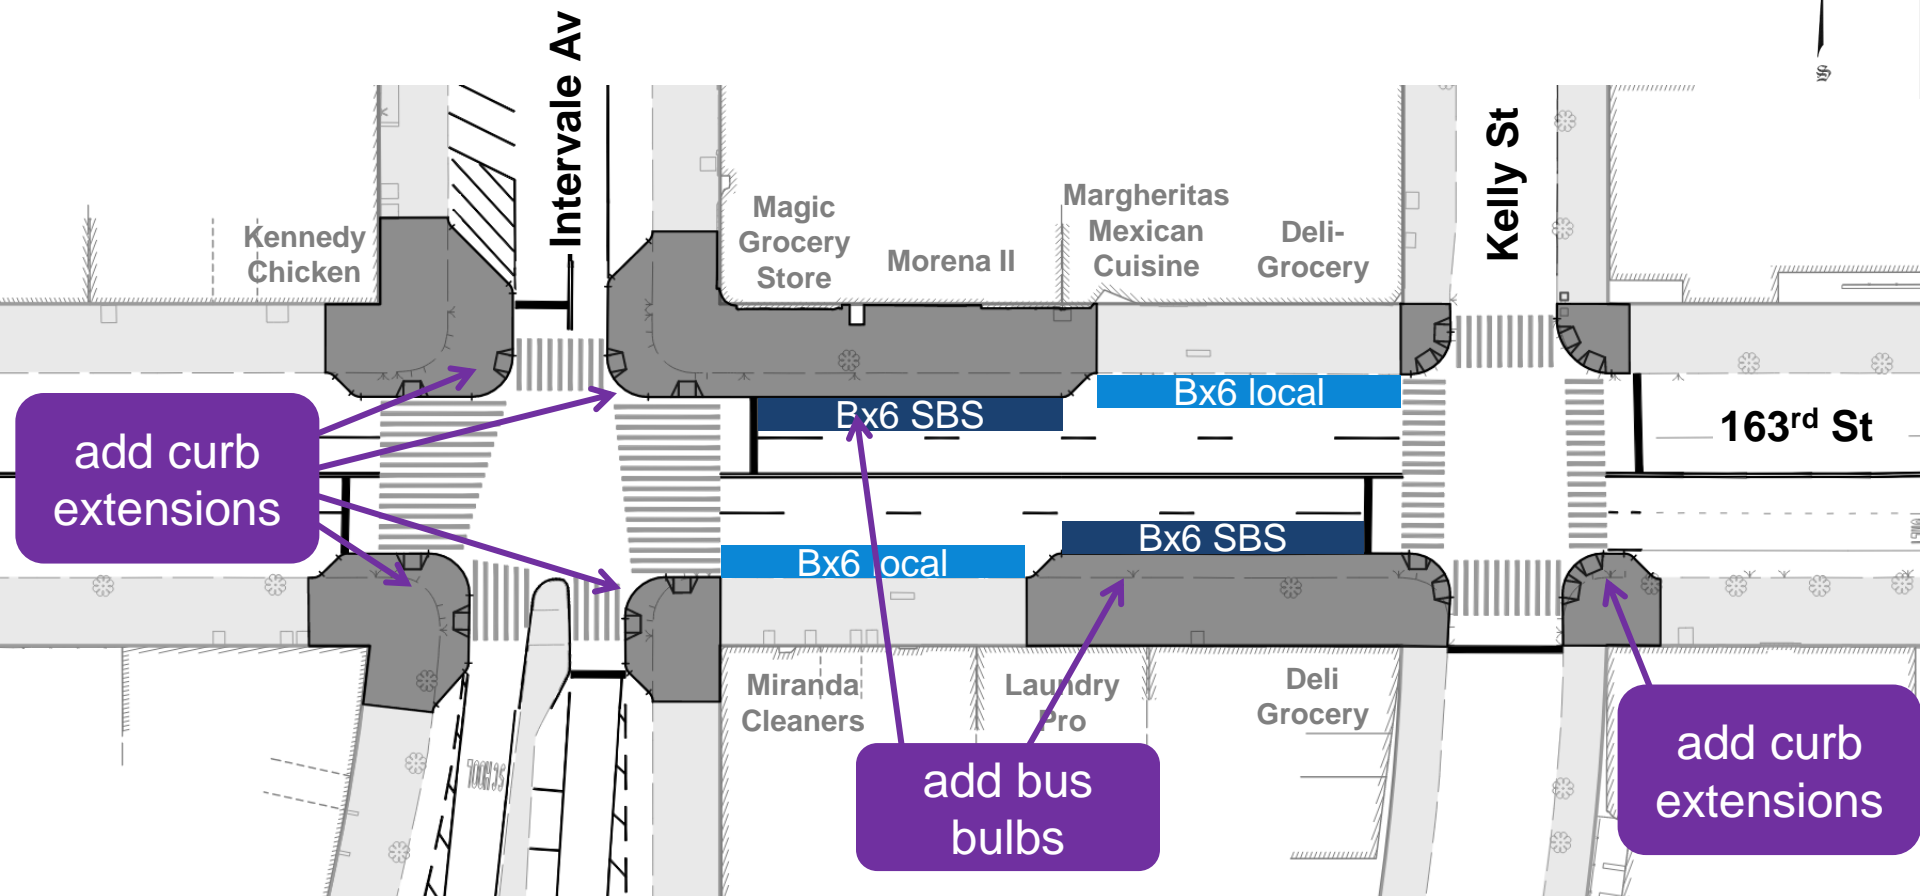 Intervale Av
Kelly St
S
Kennedy
Chicken
Magic
Grocery
Store
Morena II
Margheritas
Mexican
Cuisine
Deli-
Grocery
Bx6 local
Bx6 SBS
163rd St
add curb
extensions
Bx6 SBS
Bx6 local
Miranda
Cleaners
Laundry
Pro
Deli
Grocery
SCHOOL
add bus
bulbs
add curb
extensions